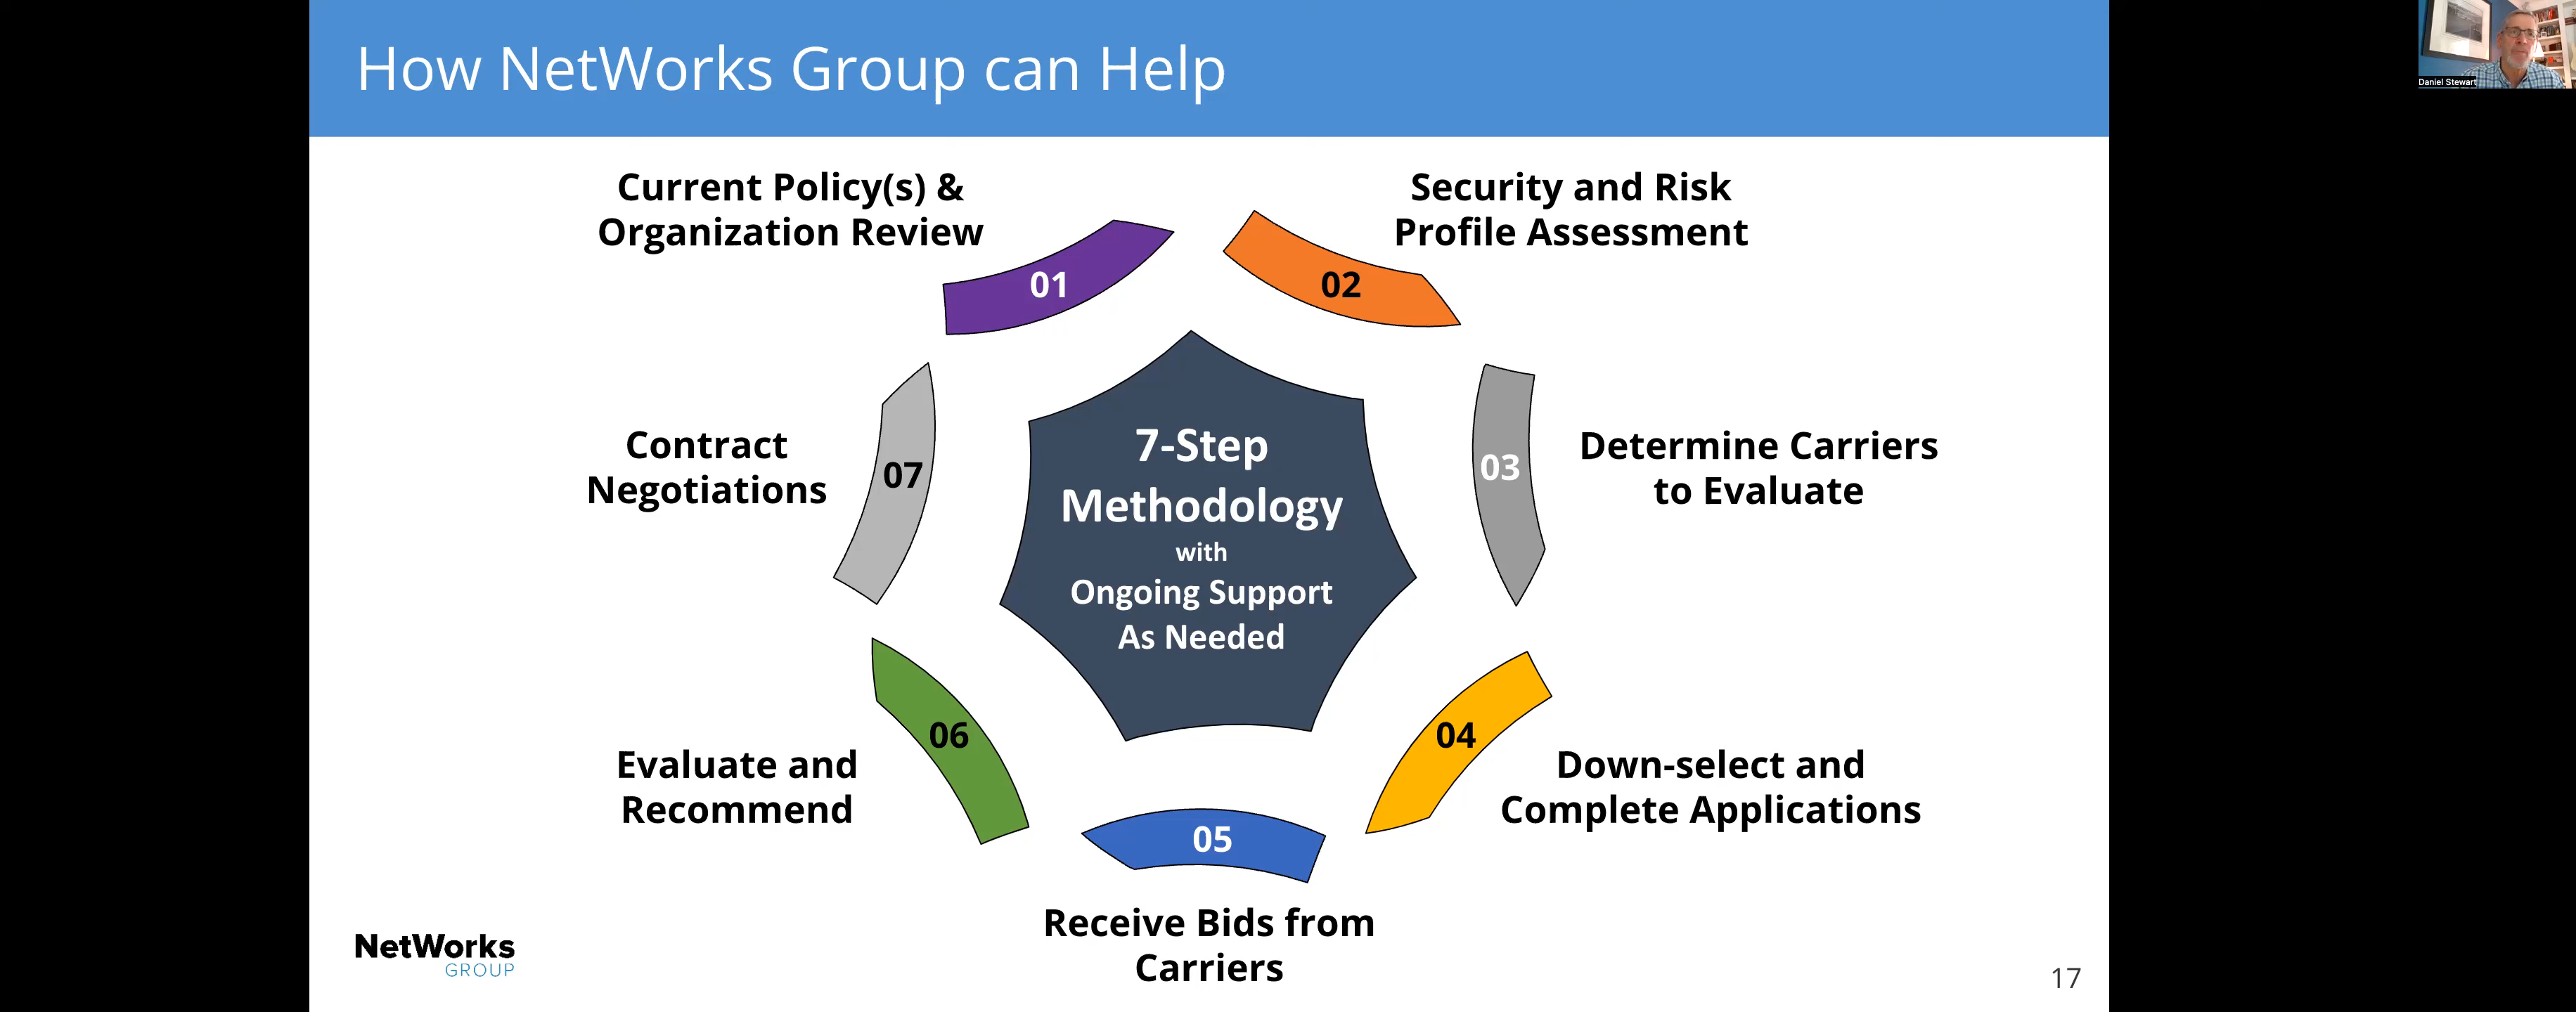 How NetWorks Group can Help
Daniel Stewart
Current Policy(s) &
Organization Review
01
Security and Risk
Profile Assessment
02
Determine Carriers
to Evaluate
03
Down-select and
Complete Applications
04
Receive Bids from
Carriers
05
Evaluate and
Recommend
06
Contract
Negotiations
07
7-Step
Methodology
with
Ongoing Support
As Needed
NetWorks
GROUP
17